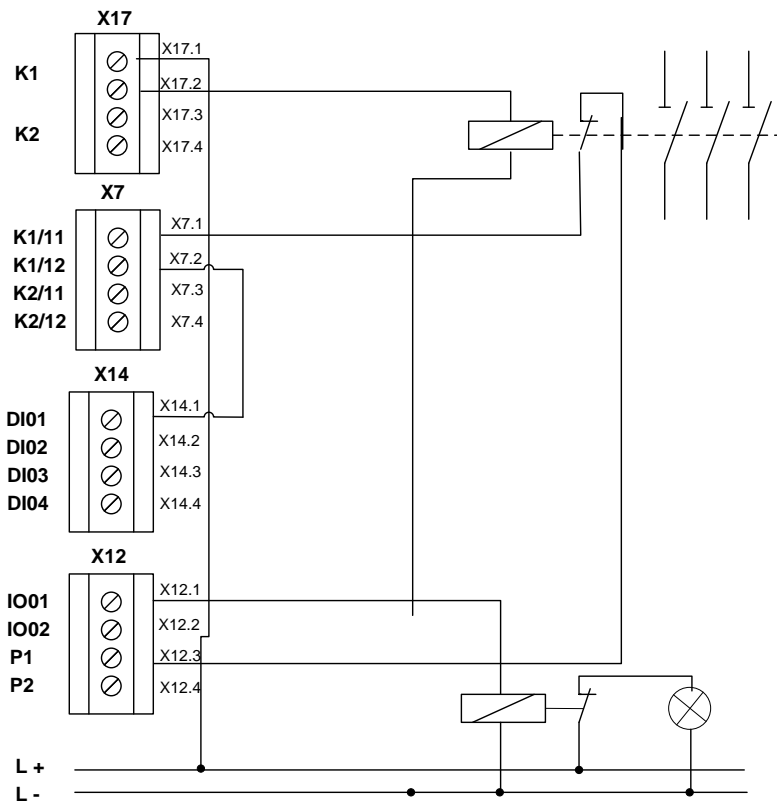 X17
X17.1
K1
X17.2
X17.3
K2
X17.4
X7
K1/11
X7.1
K1/12
X7.2
K2/11
X7.3
K2/12
X7.4
X14
DI01
X14.1
DI02
X14.2
DI03
X14.3
DI04
X14.4
X12
IO01
X12.1
IO02
X12.2
P1
X12.3
P2
X12.4
L +
L -